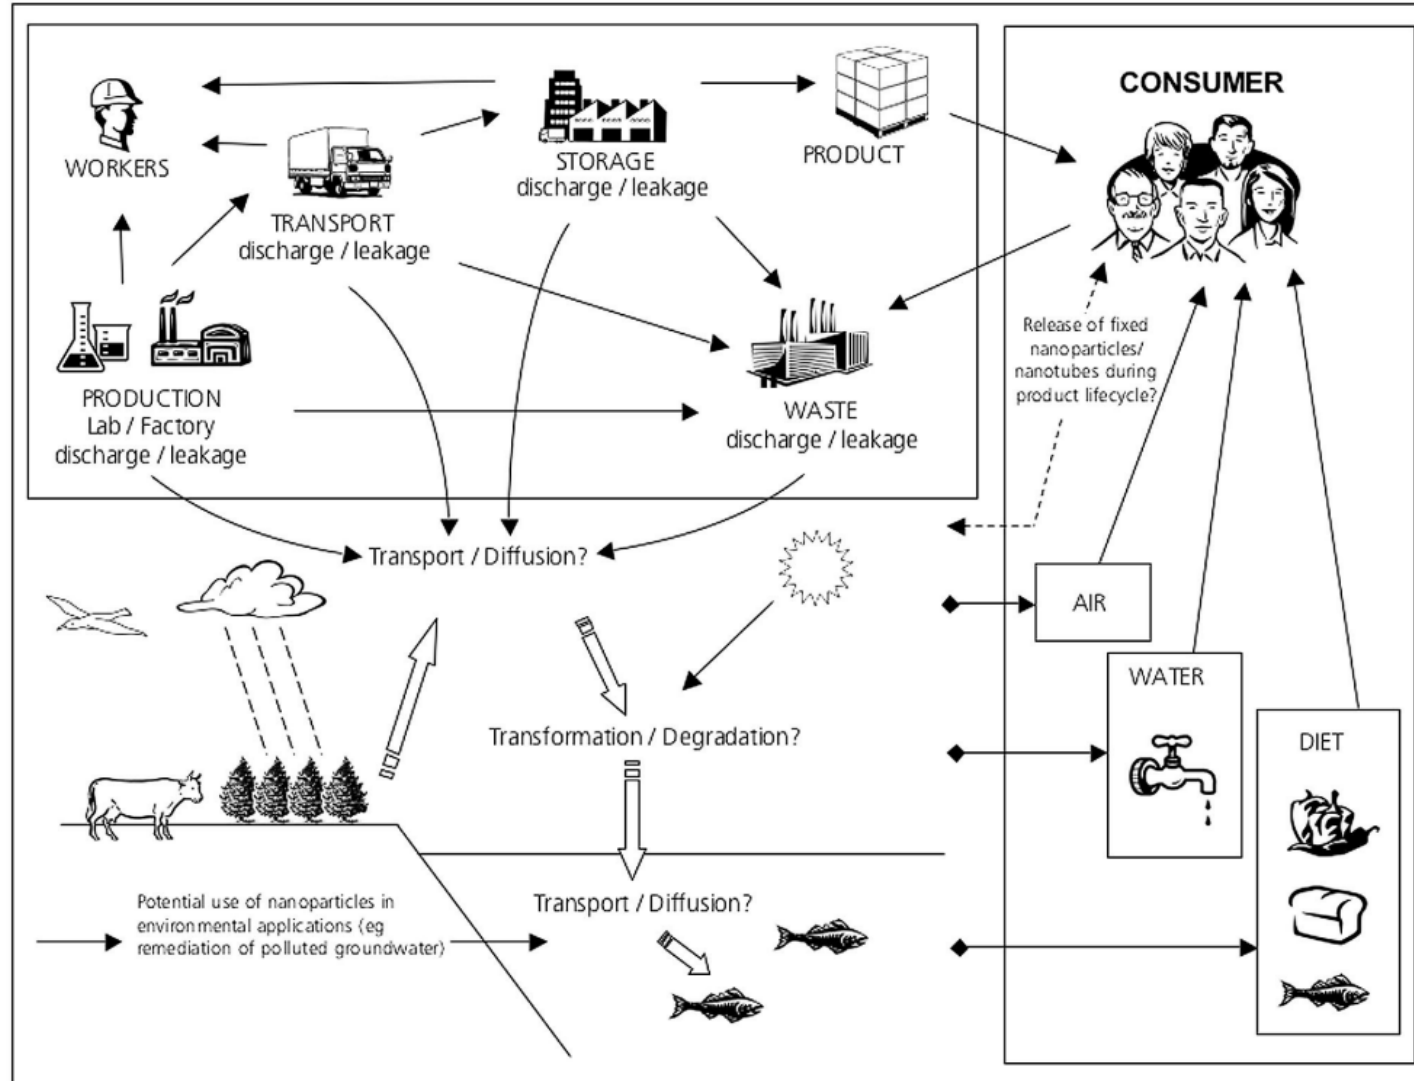 CONSUMER
WORKERS
STORAGE
discharge / leakage
PRODUCT
TRANSPORT
discharge / leakage
PRODUCTION
Lab / Factory
discharge / leakage
WASTE
discharge / leakage
Release of fixed
nanoparticles/
nanotubes during
product lifecycle?
Transport / Diffusion?
AIR
WATER
Transformation / Degradation?
DIET
Potential use of nanoparticles in
environmental applications (eg
remediation of polluted groundwater)
Transport / Diffusion?